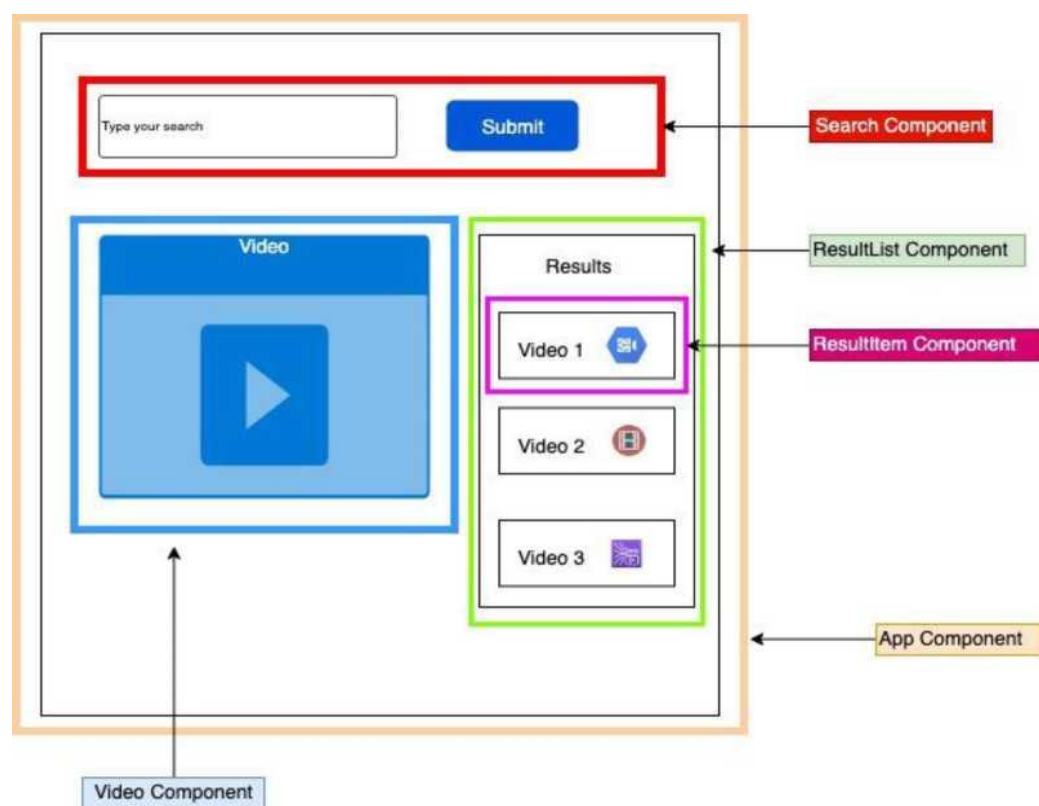 Type your search
Submit
Search Component
Video
Results
ResultList Component
Video 1
ResultItem Component
Video 2
Video 3
App Component
Video Component